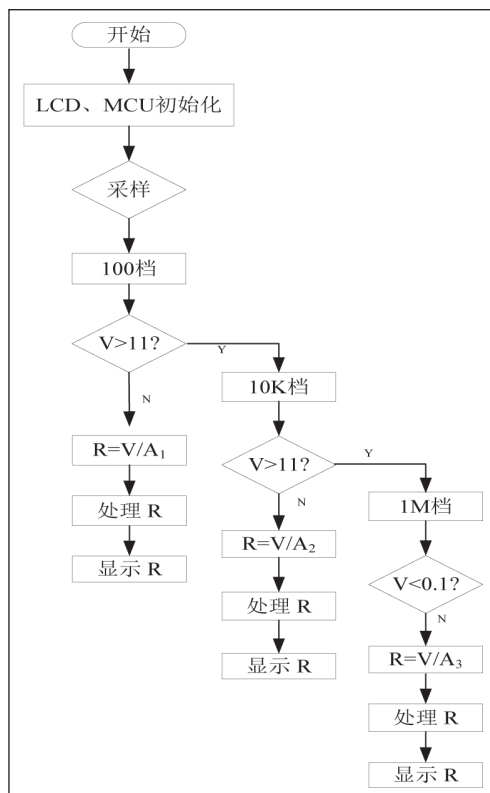 开始
LCD、MCU初始化
采样
100档
V>11?
Y
N
10K档
R=V/A₁
V>11?
Y
处理 R
N
1M档
显示 R
R=V/A₂
V<0.1?
处理 R
N
显示 R
R=V/A₃
处理 R
显示 R